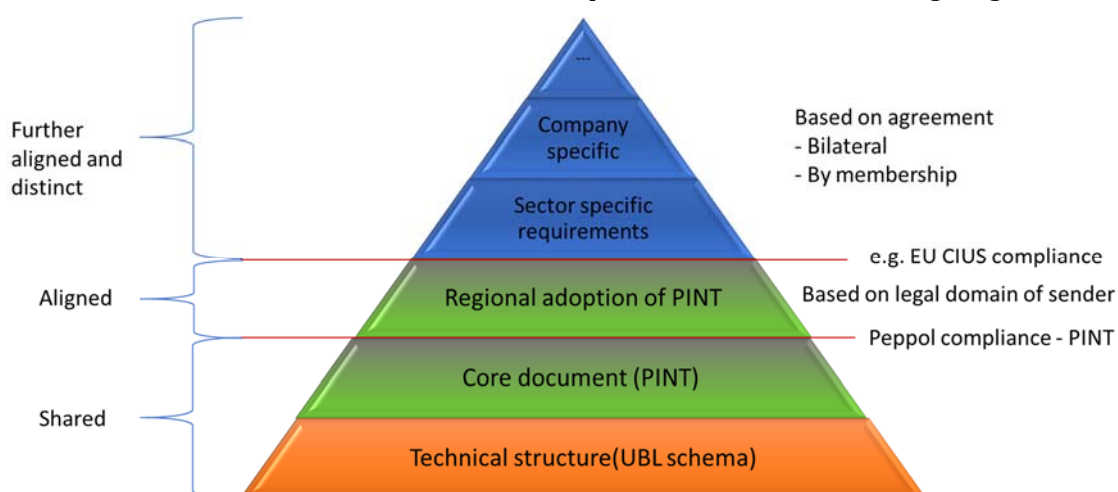 ---
Company
specific
Sector specific
requirements
Regional adoption of PINT
Core document (PINT)
Technical structure(UBL schema)
Further
aligned and
distinct
Aligned
Shared
Based on agreement
- Bilateral
- By membership
e.g. EU CIUS compliance
Based on legal domain of sender
Peppol compliance - PINT